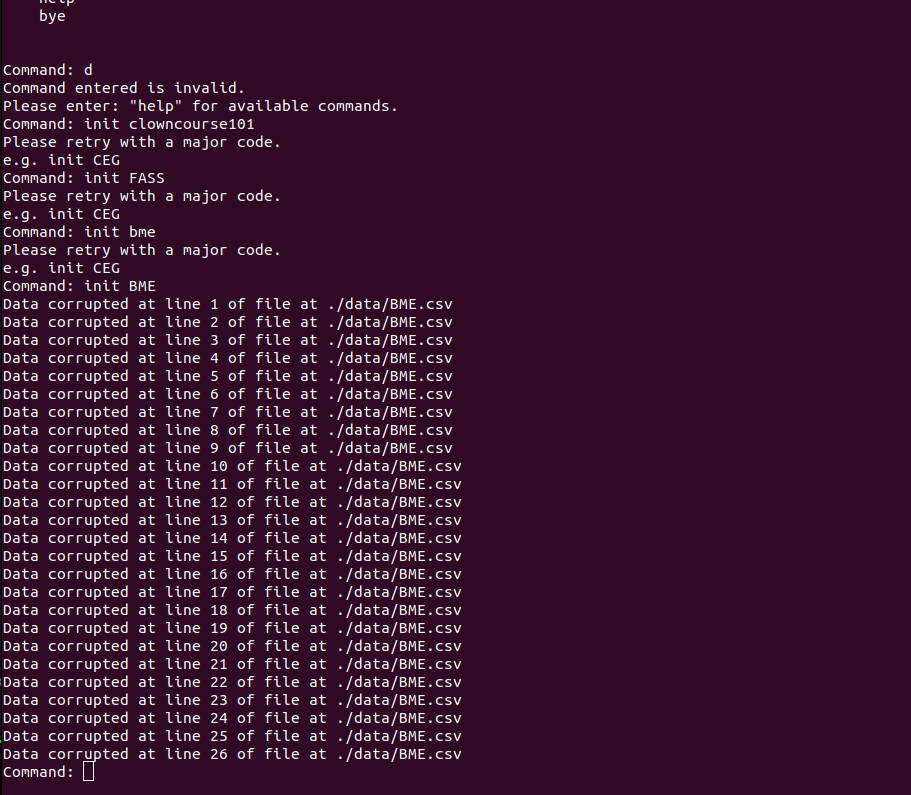 help
bye
Command: d
Command entered is invalid.
Please enter: "help" for available commands.
Command: init clowncourse101
Please retry with a major code.
e.g. init CEG
Command: init FASS
Please retry with a major code.
e.g. init CEG
Command: init bme
Please retry with a major code.
e.g. init CEG
Command: init BME
Data corrupted at line 1 of file at ./data/BME.csv
Data corrupted at line 2 of file at ./data/BME.csv
Data corrupted at line 3 of file at ./data/BME.csv
Data corrupted at line 4 of file at ./data/BME.csv
Data corrupted at line 5 of file at ./data/BME.csv
Data corrupted at line 6 of file at ./data/BME.csv
Data corrupted at line 7 of file at ./data/BME.csv
Data corrupted at line 8 of file at ./data/BME.csv
Data corrupted at line 9 of file at ./data/BME.csv
Data corrupted at line 10 of file at ./data/BME.csv
Data corrupted at line 11 of file at ./data/BME.csv
Data corrupted at line 12 of file at ./data/BME.csv
Data corrupted at line 13 of file at ./data/BME.csv
Data corrupted at line 14 of file at ./data/BME.csv
Data corrupted at line 15 of file at ./data/BME.csv
Data corrupted at line 16 of file at ./data/BME.csv
Data corrupted at line 17 of file at ./data/BME.csv
Data corrupted at line 18 of file at ./data/BME.csv
Data corrupted at line 19 of file at ./data/BME.csv
Data corrupted at line 20 of file at ./data/BME.csv
Data corrupted at line 21 of file at ./data/BME.csv
Data corrupted at line 22 of file at ./data/BME.csv
Data corrupted at line 23 of file at ./data/BME.csv
Data corrupted at line 24 of file at ./data/BME.csv
Data corrupted at line 25 of file at ./data/BME.csv
Data corrupted at line 26 of file at ./data/BME.csv
Command: